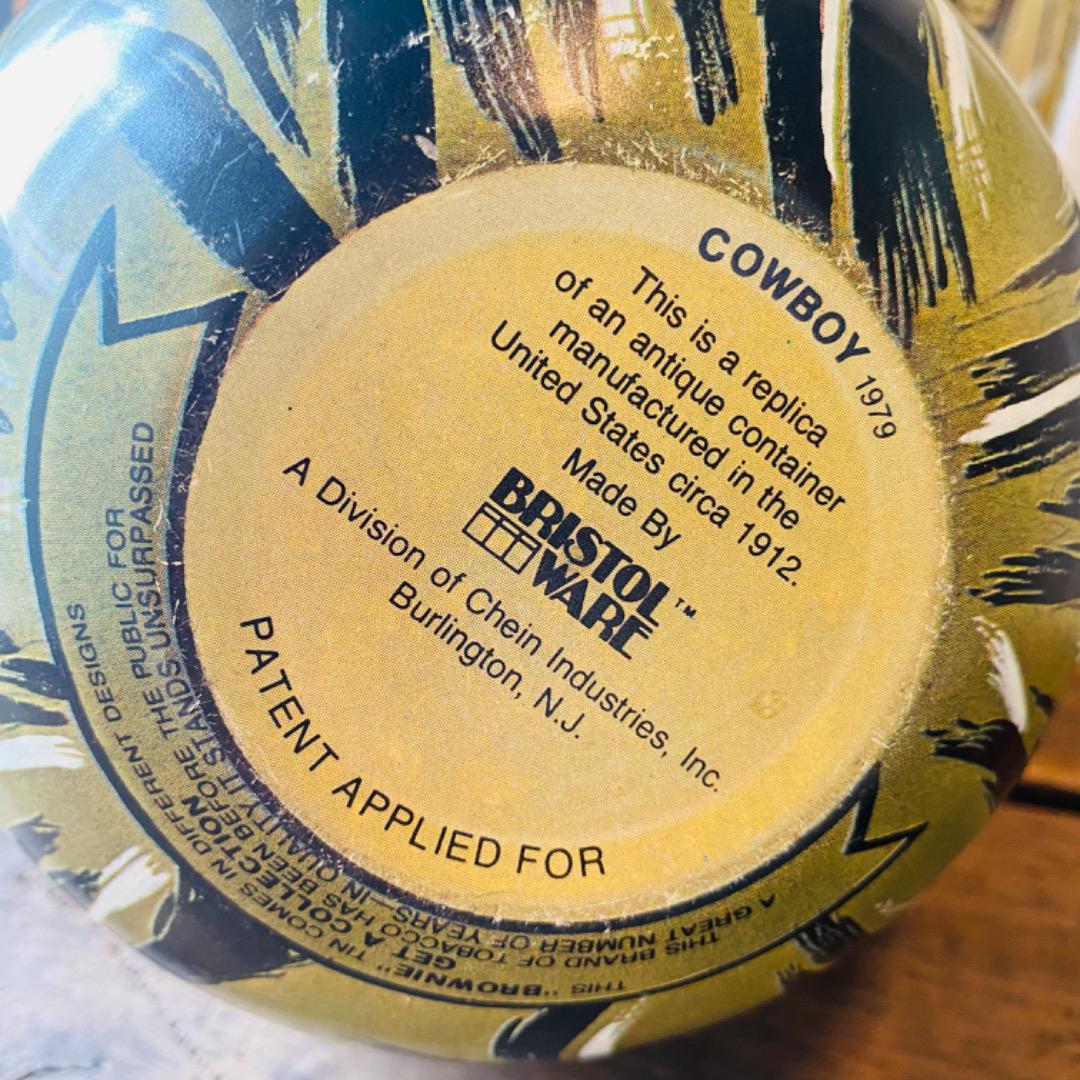 COWBOY 1979
This is a replica
of an antique container
manufactured in the
United States circa 1912.
Made By
BRISTOL
WARE™
A Division of Chein Industries, Inc.
Burlington, N.J.
PATENT APPLIED FOR
THIS "BROWNIE" TIN COMES IN DIFFERENT DESIGNS
GET A COLLECTION
THIS BRAND OF TOBACCO HAS BEEN BEFORE THE PUBLIC FOR
A GREAT NUMBER OF YEARS—IN QUALITY IT STANDS UNSURPASSED